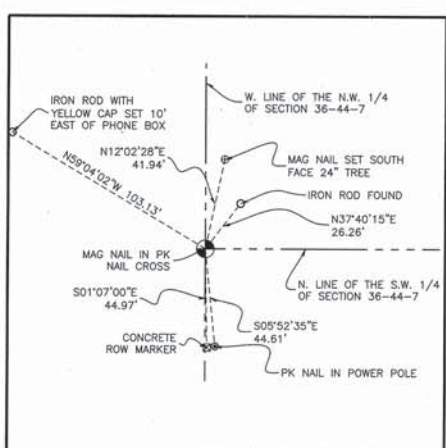 IRON ROD WITH
YELLOW CAP SET 10'
EAST OF PHONE BOX
W. LINE OF THE N.W. 1/4
OF SECTION 36-44-7
N59°04'02"W 103.13'
N12°02'28"E
41.94'
MAG NAIL SET SOUTH
FACE 24" TREE
IRON ROD FOUND
N37°40'15"E
26.26'
MAG NAIL IN PK
NAIL CROSS
N. LINE OF THE S.W. 1/4
OF SECTION 36-44-7
S01°07'00"E
44.97'
S05°52'35"E
44.61'
CONCRETE
ROW MARKER
PK NAIL IN POWER POLE